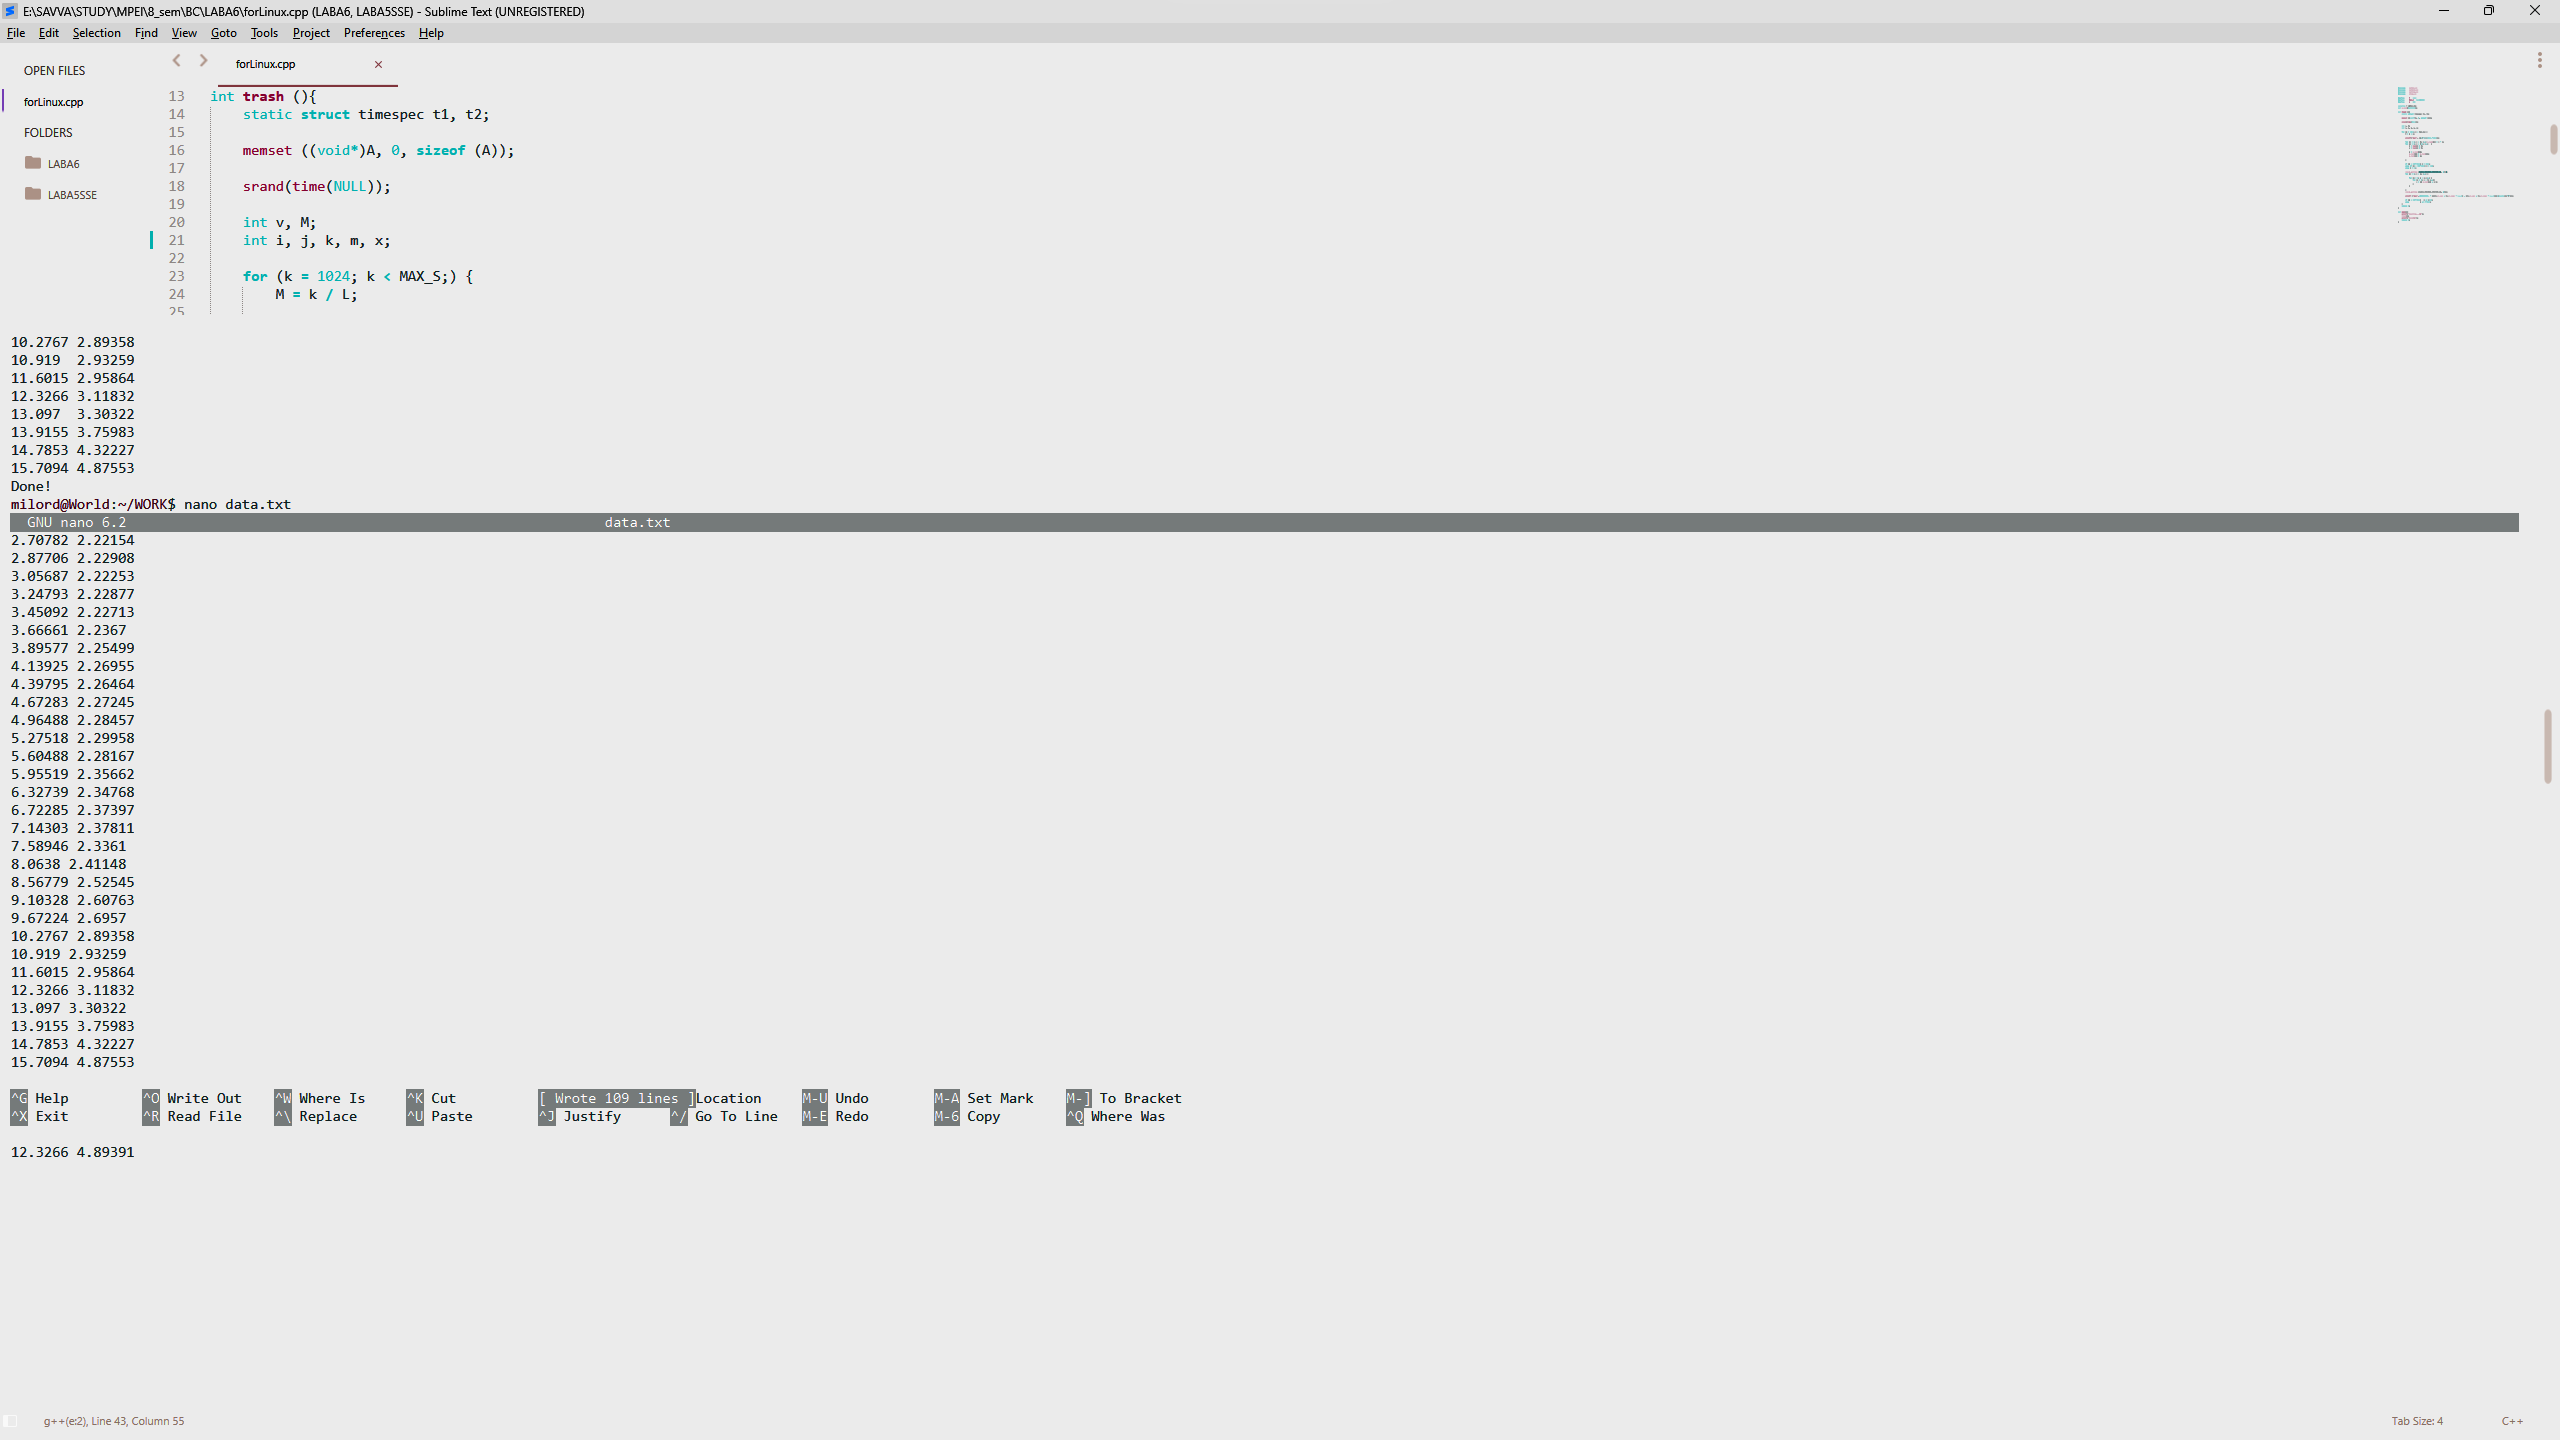 E:\SAVVA\STUDY\MPEI\8_sem\BC\LABA6\forLinux.cpp (LABA6, LABA5SSE) - Sublime Text (UNREGISTERED)
File Edit Selection Find View Goto Tools Project Preferences Help
OPEN FILES
forLinux.cpp
FOLDERS
LABA6
LABA5SSE
forLinux.cpp
13 int trash (){
14 static struct timespec t1, t2;
15
16 memset ((void*)A, 0, sizeof (A));
17
18 srand(time(NULL));
19
20 int v, M;
21 int i, j, k, m, x;
22
23 for (k = 1024; k < MAX_S;) {
24 M = k / L;
25
10.2767 2.89358
10.919 2.93259
11.6015 2.95864
12.3266 3.11832
13.097 3.30322
13.9155 3.75983
14.7853 4.32227
15.7094 4.87553
Done!
milord@World:~/WORK$ nano data.txt
GNU nano 6.2 data.txt
2.70782 2.22154
2.87706 2.22908
3.05687 2.22253
3.24793 2.22877
3.45092 2.22713
3.66661 2.2367
3.89577 2.25499
4.13925 2.26955
4.39795 2.26464
4.67283 2.27245
4.96488 2.28457
5.27518 2.29958
5.60488 2.28167
5.95519 2.35662
6.32739 2.34768
6.72285 2.37397
7.14303 2.37811
7.58946 2.3361
8.0638 2.41148
8.56779 2.52545
9.10328 2.60763
9.67224 2.6957
10.2767 2.89358
10.919 2.93259
11.6015 2.95864
12.3266 3.11832
13.097 3.30322
13.9155 3.75983
14.7853 4.32227
15.7094 4.87553
^G Help ^O Write Out ^W Where Is ^K Cut [ Wrote 109 lines ]Location M-U Undo M-A Set Mark M-] To Bracket
^X Exit ^R Read File ^\ Replace ^U Paste ^J Justify ^/ Go To Line M-E Redo M-6 Copy ^Q Where Was
12.3266 4.89391
g++(e:2), Line 43, Column 55 Tab Size: 4 C++